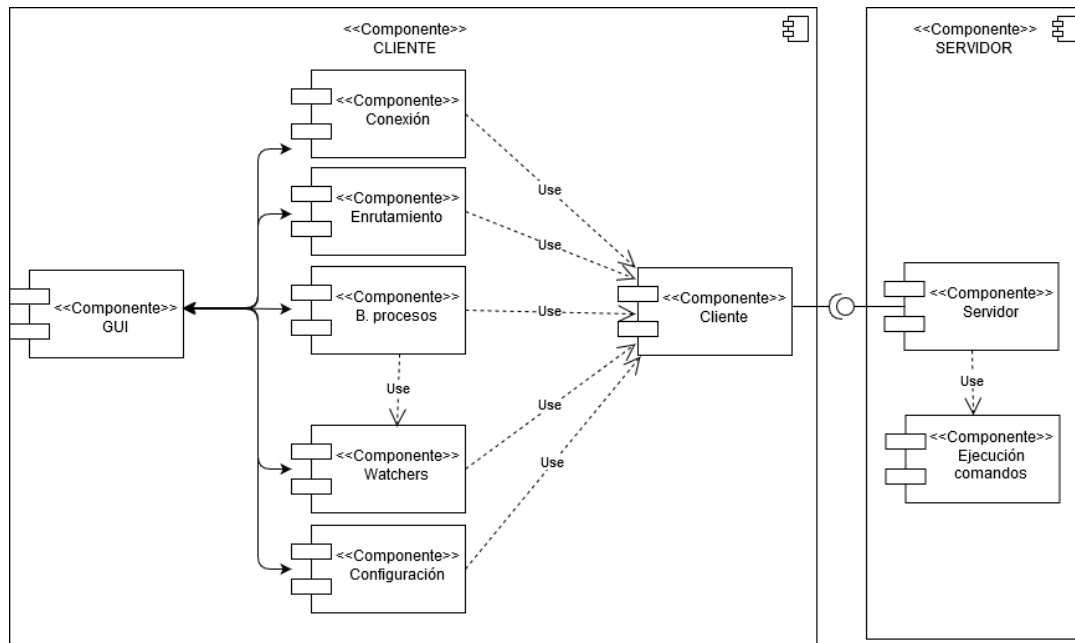 <<Componente>>
CLIENTE
<<Componente>>
Conexión
<<Componente>>
Enrutamiento
<<Componente>>
B. procesos
<<Componente>>
Watchers
<<Componente>>
Configuración
<<Componente>>
GUI
Use
Use
Use
Use
Use
Use
<<Componente>>
Cliente
<<Componente>>
SERVIDOR
<<Componente>>
Servidor
Use
<<Componente>>
Ejecución
comandos